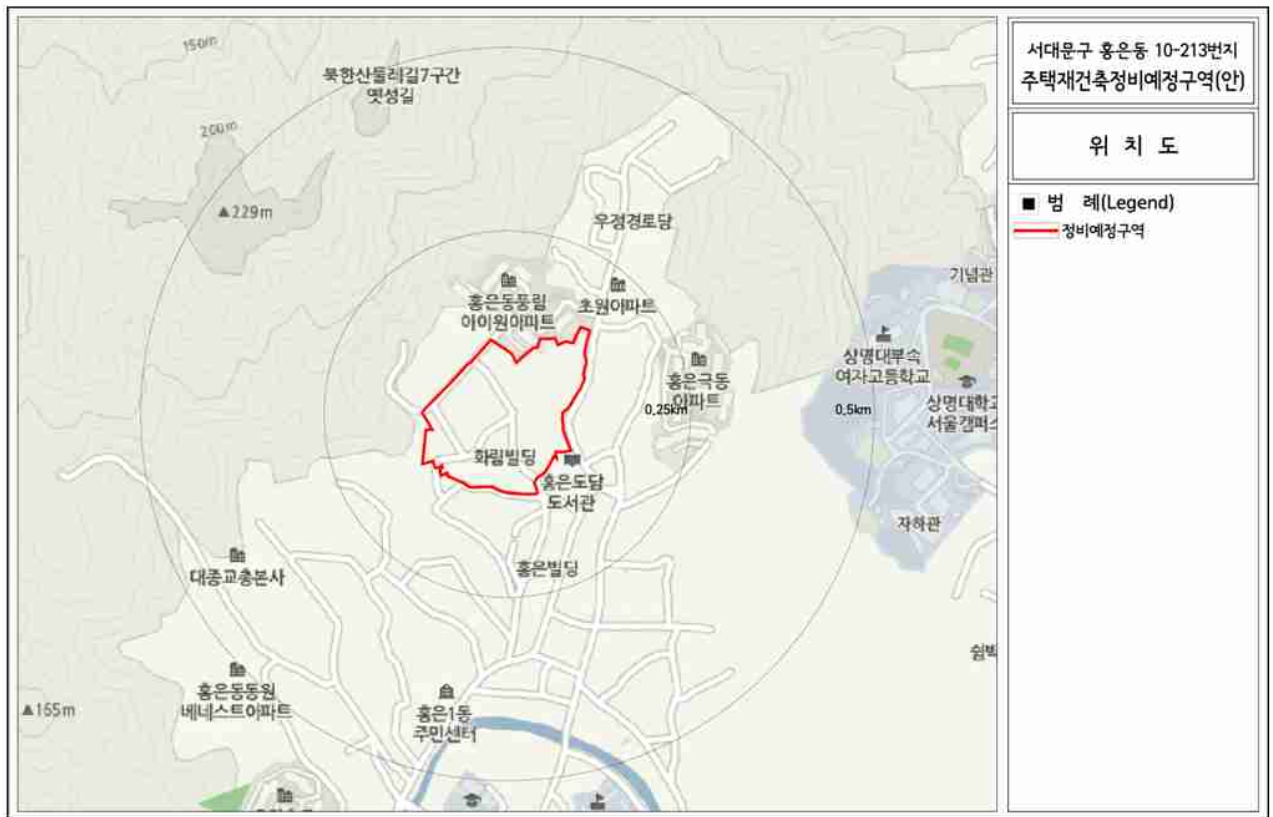 서대문구 홍은동 10-213번지
주택재건축정비예정구역(안)
위 치 도
■ 범 례(Legend)
정비예정구역
150m
북한산둘레길7구간
옛성길
200m
▲229m
우정경로당
기념관
홍은동풍림
아이원아파트
초원아파트
상명대부속
여자고등학교
홍은극동
아파트
0.25km
0.5km
상명대학교
서울캠퍼스
화림빌딩
홍은도담
도서관
자하관
홍은빌딩
대종교총본사
홍은동동원
베네스트아파트
▲165m
홍은1동
주민센터